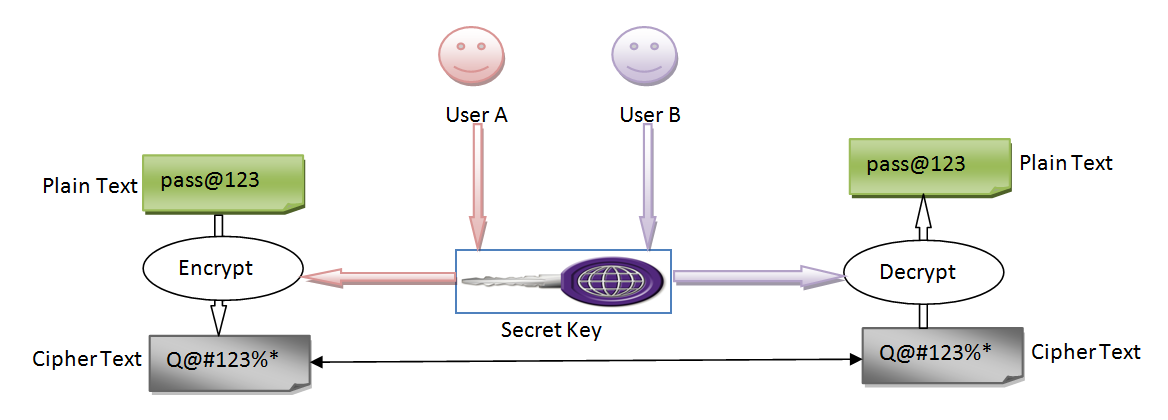 User A
User B
Plain Text
pass@123
pass@123
Plain Text
Encrypt
Decrypt
Secret Key
Cipher Text
Q@#123%*
Q@#123%*
Cipher Text